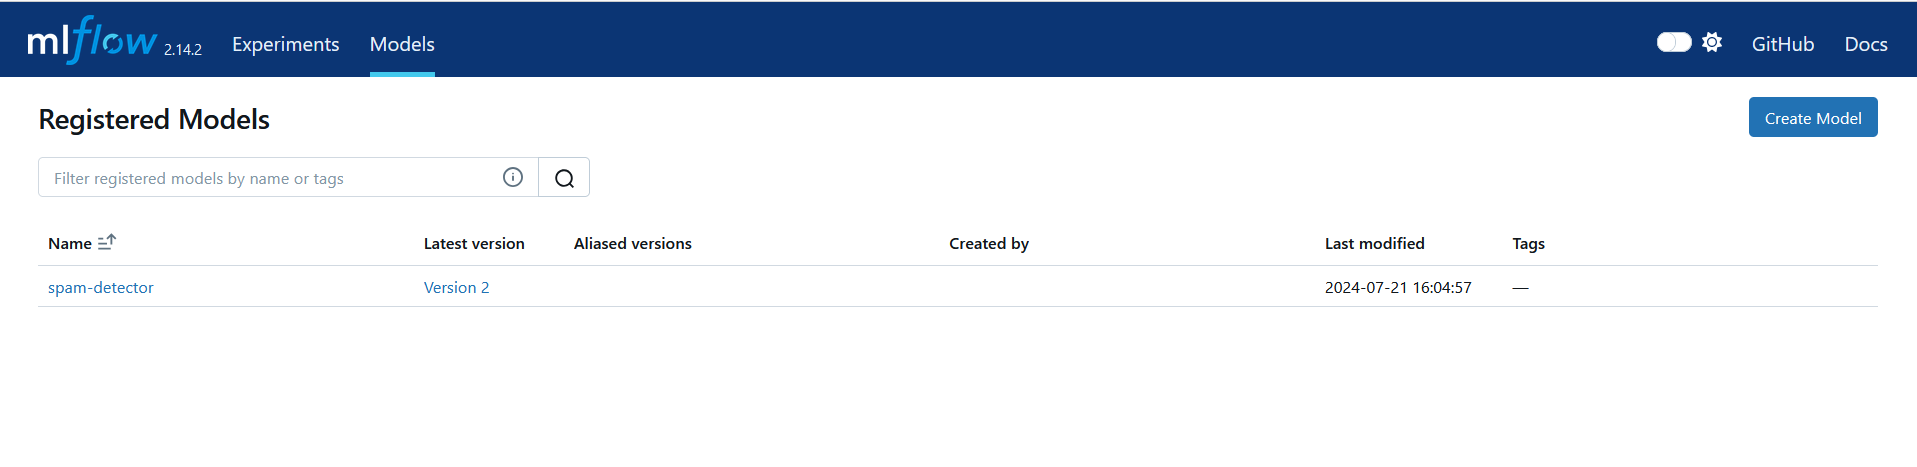 mlflow 2.14.2 Experiments Models GitHub Docs
Registered Models Create Model
Filter registered models by name or tags
Name Latest version Aliased versions Created by Last modified Tags
spam-detector Version 2 2024-07-21 16:04:57 —